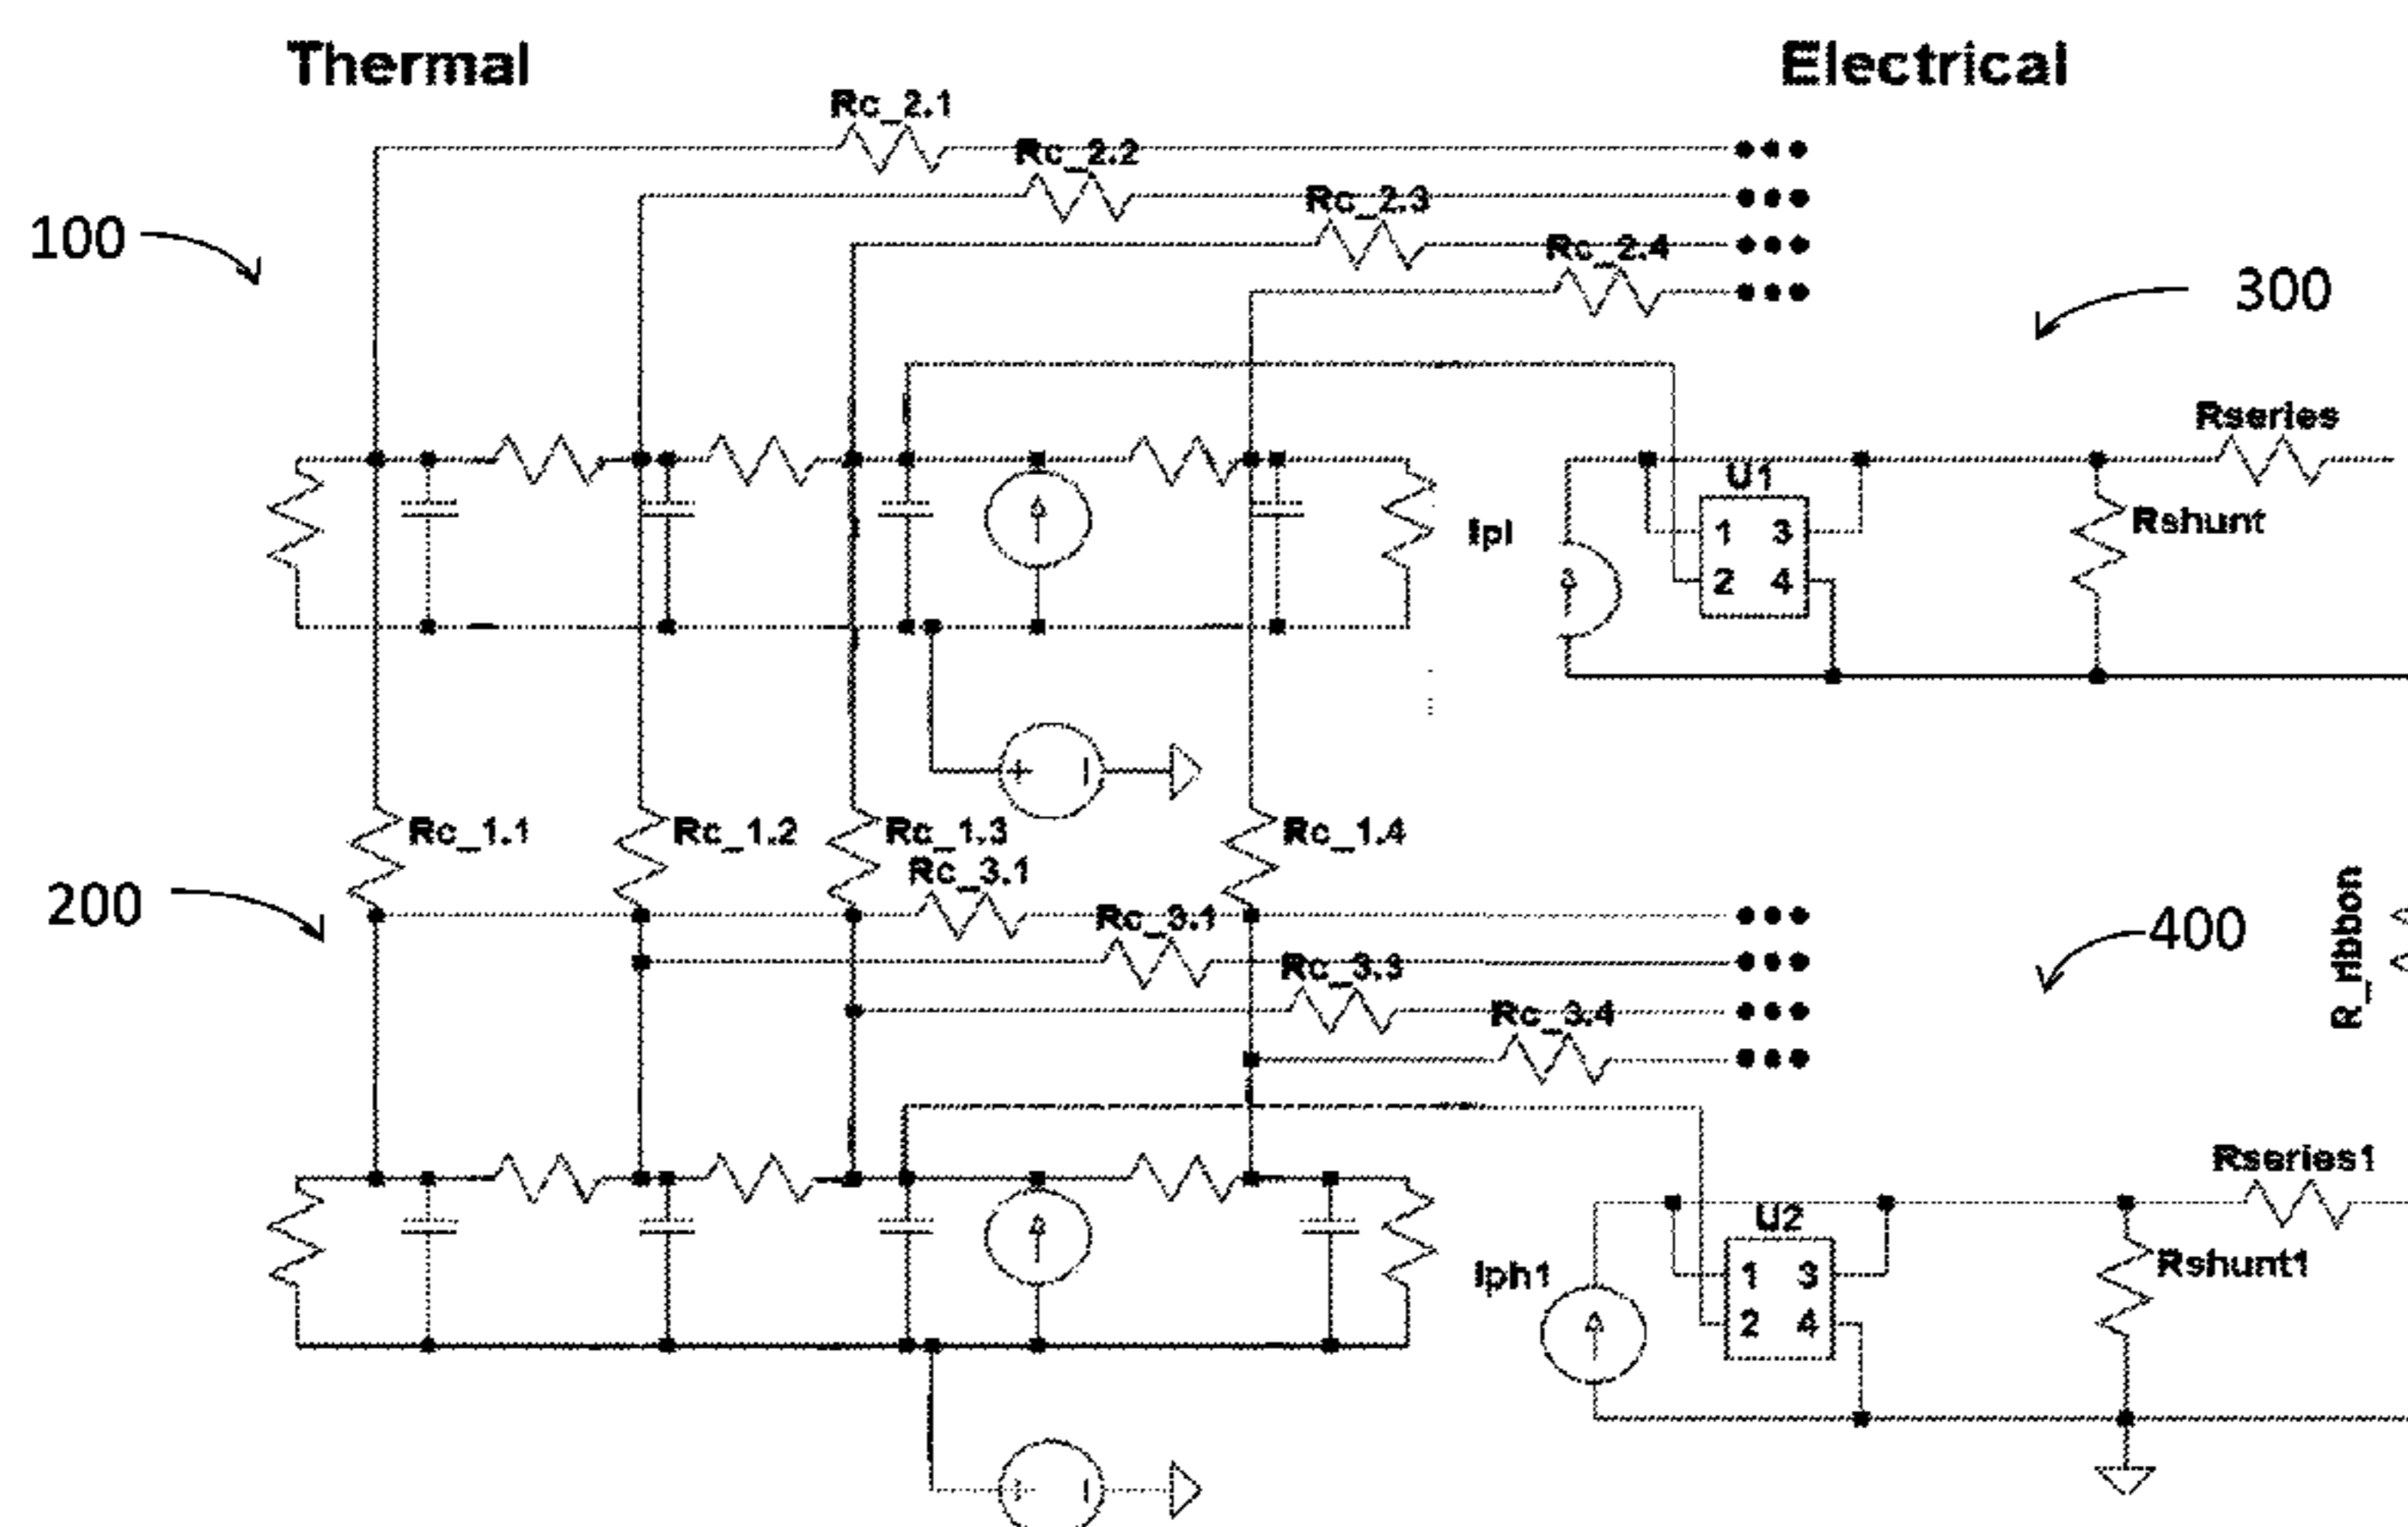 Thermal
Electrical
Rc_2.1
Rc_2.2
Rc_2.3
Rc_2.4
100
300
Rseries
U1
1 3
2 4
Rshunt
Ipl
Rc_1.1
Rc_1.2
Rc_1.3
Rc_1.4
Rc_3.1
Rc_3.1
Rc_3.3
Rc_3.4
200
400
R_ribbon
Rseries1
U2
1 3
2 4
Rshunt1
Iph1